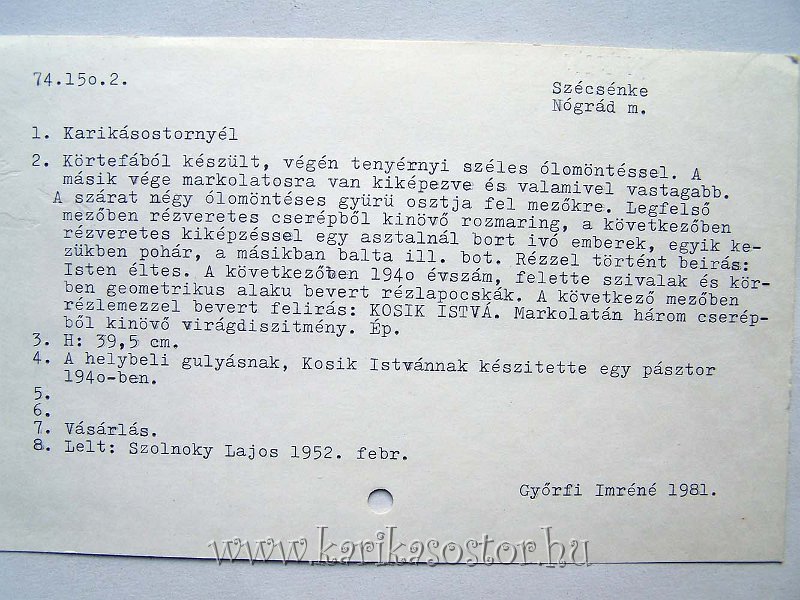 74.15o.2.
Szécsénke
Nógrád m.
1. Karikásostornyél
2. Körtefából készült, végén tenyérnyi széles ólomöntéssel. A
másik vége markolatosra van kiképezve és valamivel vastagabb.
A szárat négy ólomöntéses gyürü osztja fel mezőkre. Legfelső
mezőben rézveretes cserépből kinövő rozmaring, a következőben
rézveretes kiképzéssel egy asztalnál bort ivó emberek, egyik ke-
zükben pohár, a másikban balta ill. bot. Rézzel történt beirás:
Isten éltes. A következőben 194o évszám, felette szivalak és kör-
ben geometrikus alaku bevert rézlapocskák. A következő mezőben
rézlemezzel bevert felirás: KOSIK ISTVÁ. Markolatán három cserép-
ből kinövő virágdiszitmény. Ép.
3. H: 39,5 cm.
4. A helybeli gulyásnak, Kosik Istvánnak készitette egy pásztor
194o-ben.
5.
6.
7. Vásárlás.
8. Lelt: Szolnoky Lajos 1952. febr.
Győrfi Imréné 1981.
www.karikasostor.hu